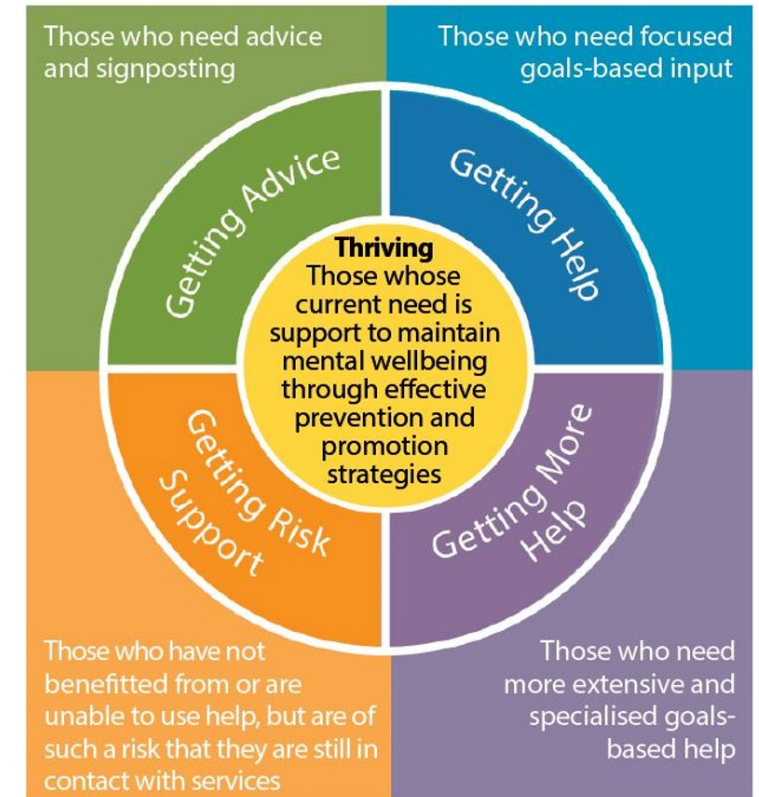 Those who need advice
and signposting
Those who need focused
goals-based input
Getting Advice
Getting Help
Thriving
Those whose
current need is
support to maintain
mental wellbeing
through effective
prevention and
promotion
strategies
Getting Risk
Support
Getting More
Help
Those who have not
benefitted from or are
unable to use help, but are of
such a risk that they are still in
contact with services
Those who need
more extensive and
specialised goals-
based help